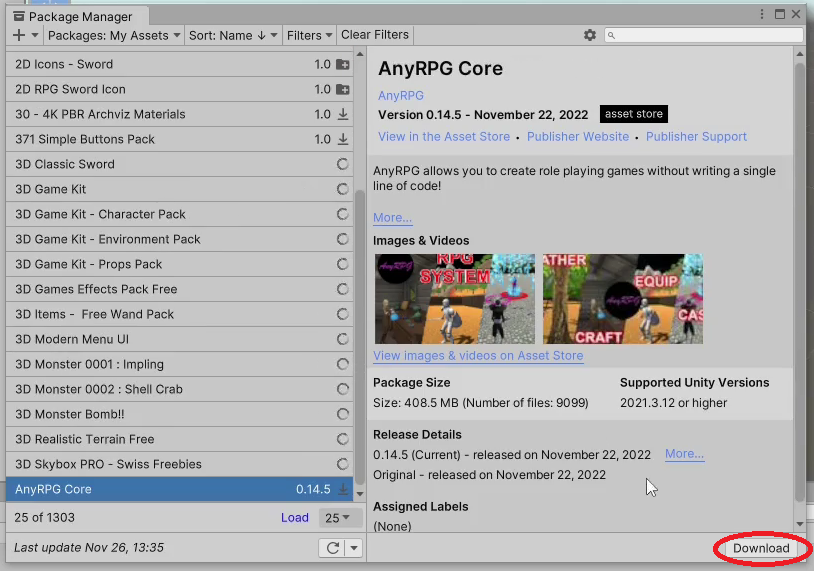 Package Manager
Packages: My Assets
Sort: Name ↓
Filters
Clear Filters
2D Icons - Sword 1.0
2D RPG Sword Icon 1.0
30 - 4K PBR Archviz Materials 1.0
371 Simple Buttons Pack 1.0
3D Classic Sword
3D Game Kit
3D Game Kit - Character Pack
3D Game Kit - Environment Pack
3D Game Kit - Props Pack
3D Games Effects Pack Free
3D Items -  Free Wand Pack
3D Modern Menu UI
3D Monster 0001 : Impling
3D Monster 0002 : Shell Crab
3D Monster Bomb!!
3D Realistic Terrain Free
3D Skybox PRO - Swiss Freebies
AnyRPG Core 0.14.5
25 of 1303 Load 25
Last update Nov 26, 13:35
AnyRPG Core
AnyRPG
Version 0.14.5 - November 22, 2022 asset store
View in the Asset Store • Publisher Website • Publisher Support
AnyRPG allows you to create role playing games without writing a single
line of code!
More...
Images & Videos
RPG
SYSTEM
AnyRPG
GATHER
EQUIP
AnyRPG
CAS
CRAFT
View images & videos on Asset Store
Package Size
Size: 408.5 MB (Number of files: 9099)
Supported Unity Versions
2021.3.12 or higher
Release Details
0.14.5 (Current) - released on November 22, 2022 More...
Original - released on November 22, 2022
Assigned Labels
(None)
Download